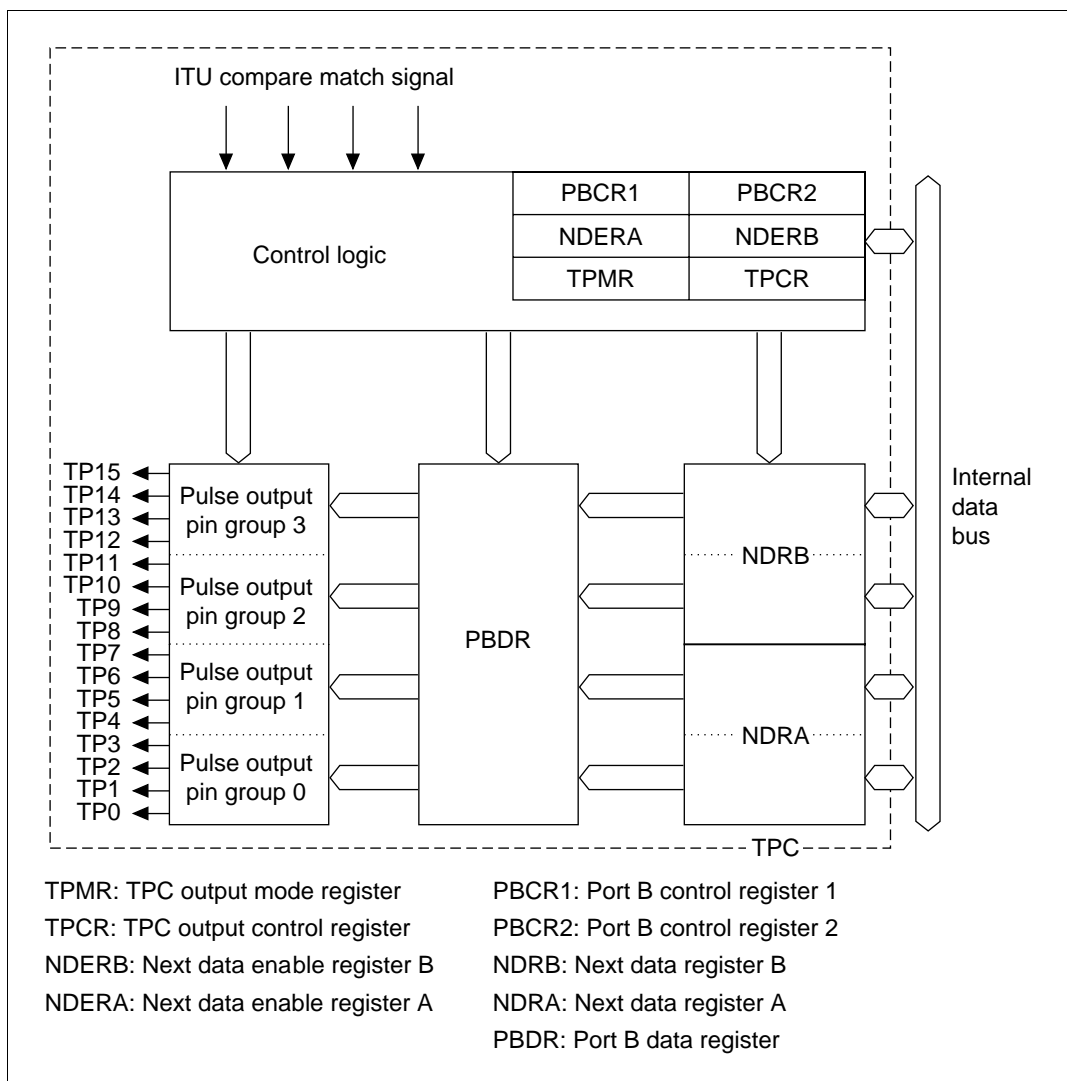 ITU compare match signal
PBCR1 PBCR2
Control logic
NDERA NDERB
TPMR TPCR
TP15
TP14
TP13
TP12
TP11
TP10
TP9
TP8
TP7
TP6
TP5
TP4
TP3
TP2
TP1
TP0
Pulse output
pin group 3
Pulse output
pin group 2
Pulse output
pin group 1
Pulse output
pin group 0
PBDR
NDRB
NDRA
Internal
data
bus
TPC
TPMR: TPC output mode register
TPCR: TPC output control register
NDERB: Next data enable register B
NDERA: Next data enable register A
PBCR1: Port B control register 1
PBCR2: Port B control register 2
NDRB: Next data register B
NDRA: Next data register A
PBDR: Port B data register